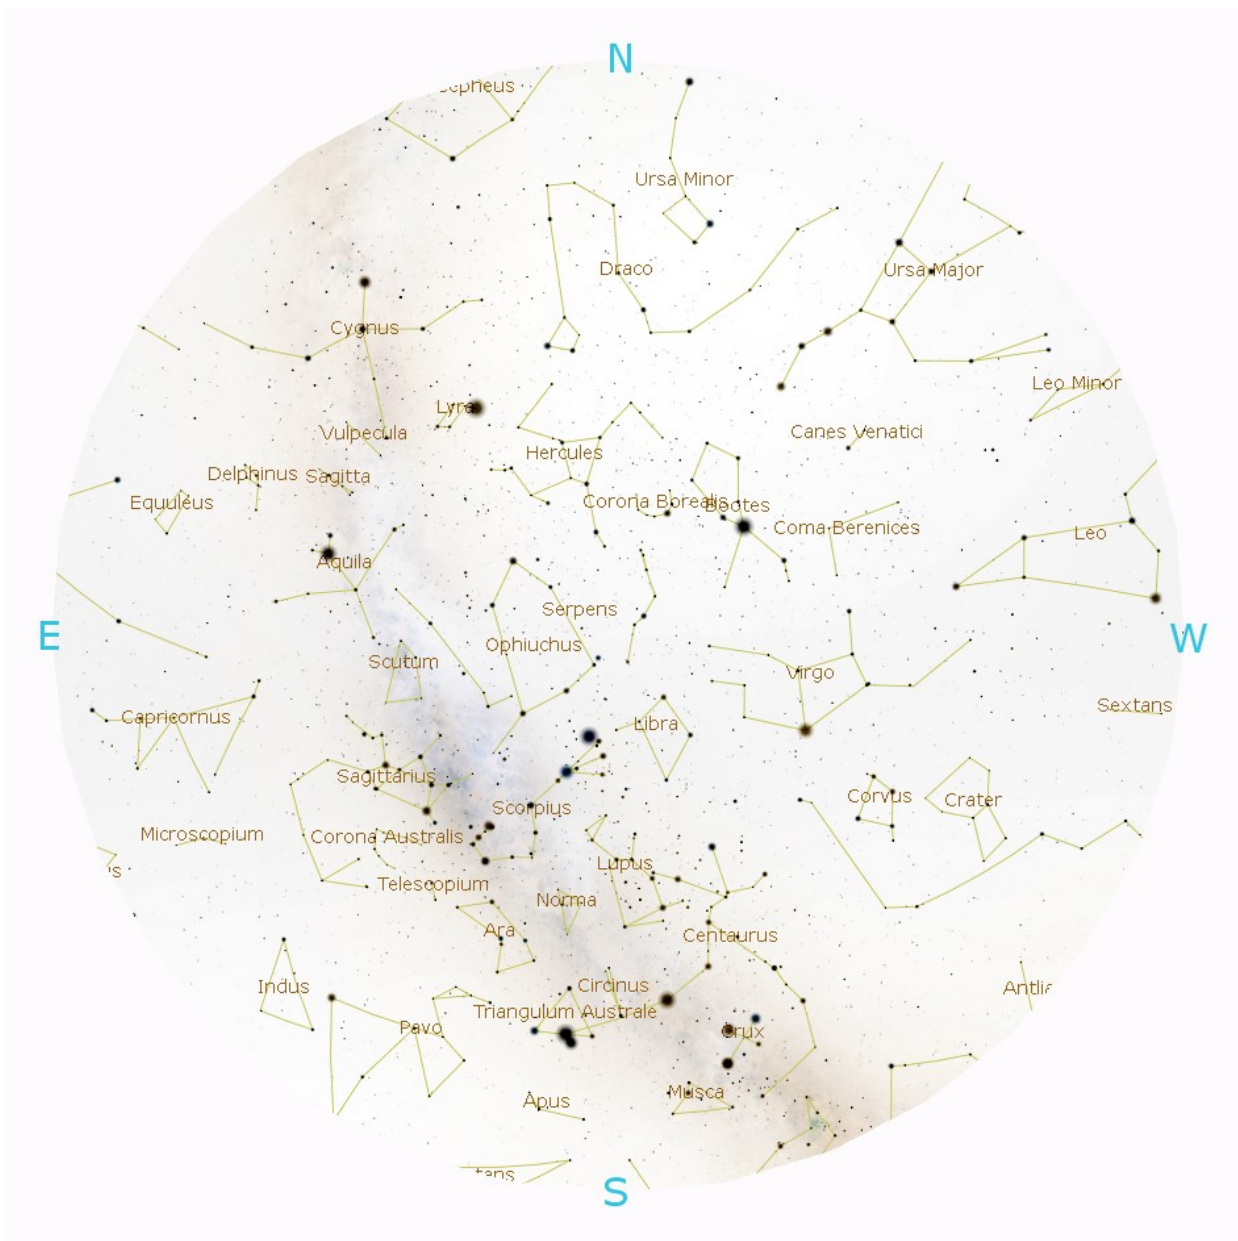 N
cepheus
Ursa Minor
Draco
Ursa Major
Cygnus
Leo Minor
Lyra
Vulpecula
Canes Venatici
Hercules
Delphinus
Sagitta
Equuleus
Corona Borealis
Bootes
Coma Berenices
Leo
Aquila
Serpens
E
Ophiuchus
W
Scutum
Virgo
Sextans
Capricornus
Libra
Sagittarius
Scorpius
Corvus
Crater
Microscopium
Corona Australis
Lupus
us
Telescopium
Norma
Ara
Centaurus
Indus
Circinus
Antlia
Triangulum Australe
Pavo
Crux
Musca
Apus
tans
S